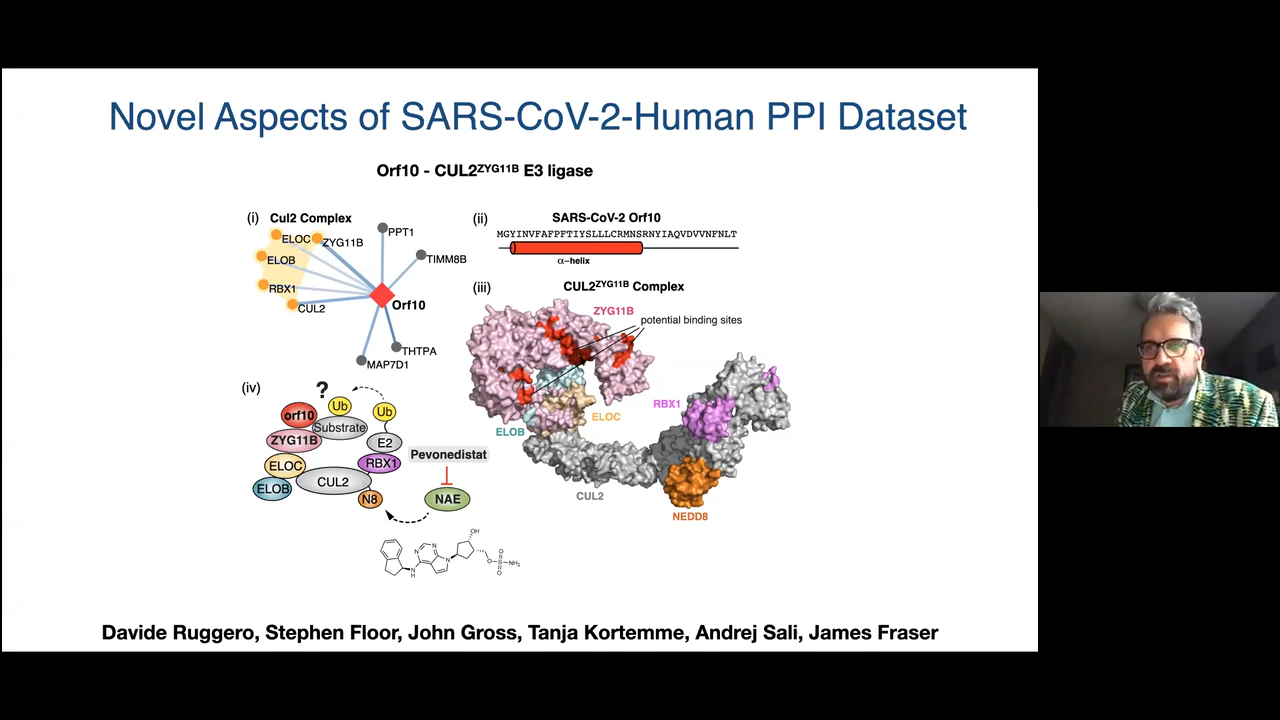 Novel Aspects of SARS-CoV-2-Human PPI Dataset
Orf10 - CUL2ZYG11B E3 ligase
(i) Cul2 Complex
ELOC
ZYG11B
PPT1
ELOB
TIMM8B
RBX1
CUL2
Orf10
THTPA
MAP7D1
(ii) SARS-CoV-2 Orf10
MGYINVFAFPFTIYSLLLCRMNSRNYIAQVDVVNFNLT
α-helix
(iii) CUL2ZYG11B Complex
ZYG11B
potential binding sites
RBX1
ELOC
ELOB
CUL2
NEDD8
(iv)
?
Ub
Ub
orf10
Substrate
ZYG11B
E2
ELOC
RBX1
CUL2
ELOB
N8
Pevonedistat
NAE
OH
N
N
N
HN
O
O
S
NH2
O
Davide Ruggero, Stephen Floor, John Gross, Tanja Kortemme, Andrej Sali, James Fraser